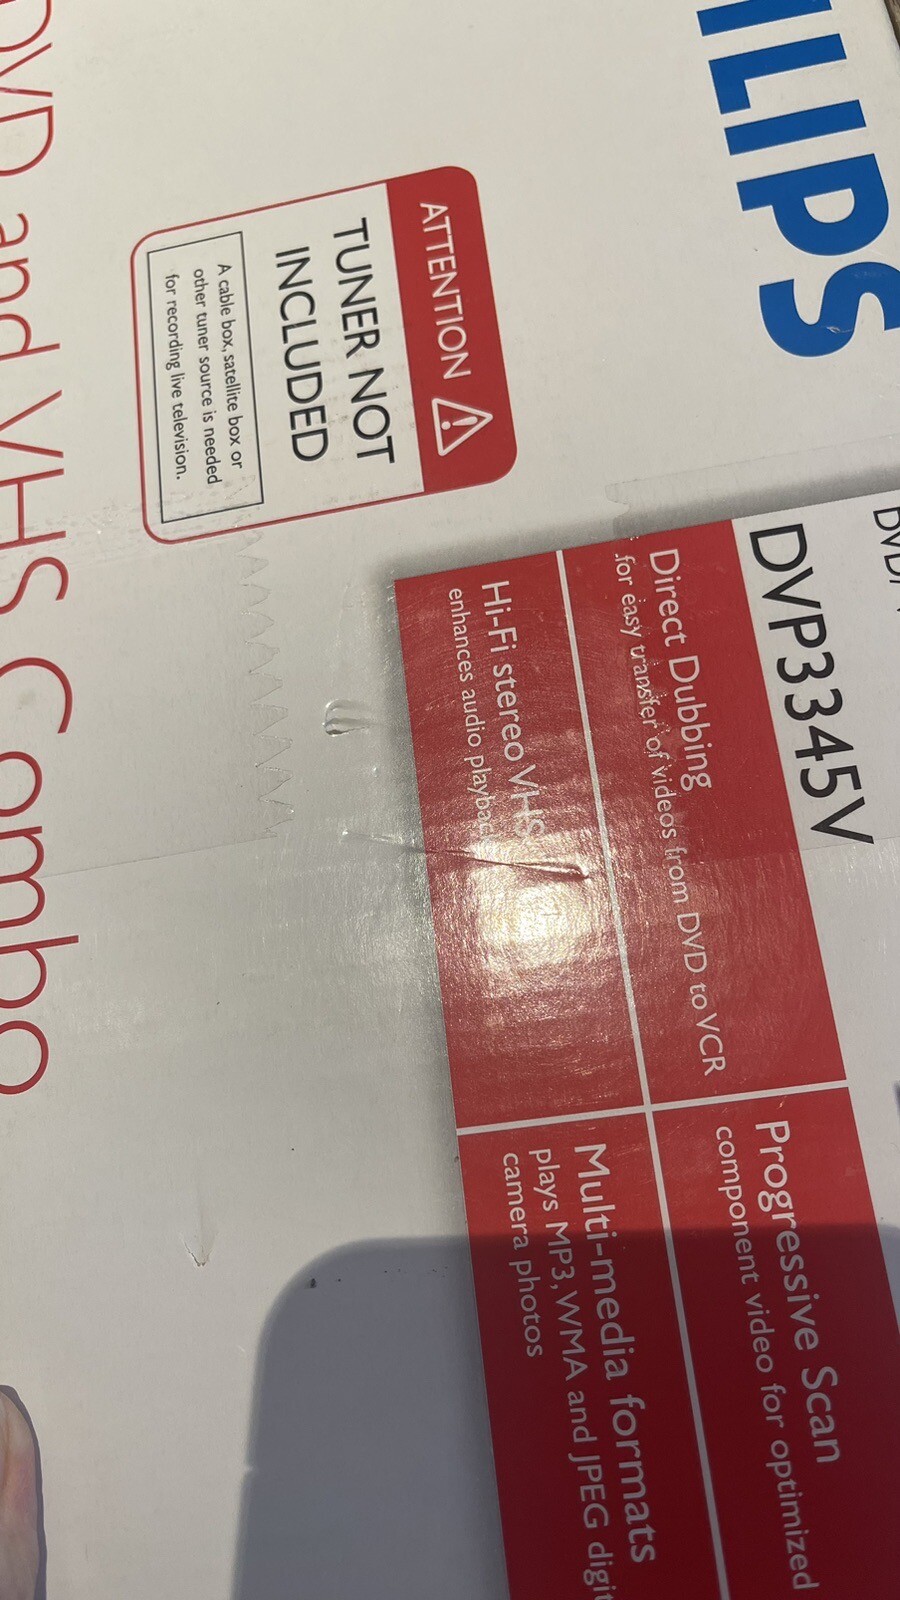 ILIPS
ATTENTION
TUNER NOT
INCLUDED
A cable box, satellite box or
other tuner source is needed
for recording live television.
DVD and VHS Combo
DVD/
DVP3345V
Direct Dubbing
for easy transfer of videos from DVD to VCR
Progressive Scan
component video for optimized
Hi-Fi stereo VHS
enhances audio playback
Multi-media formats
plays MP3, WMA and JPEG digit
camera photos